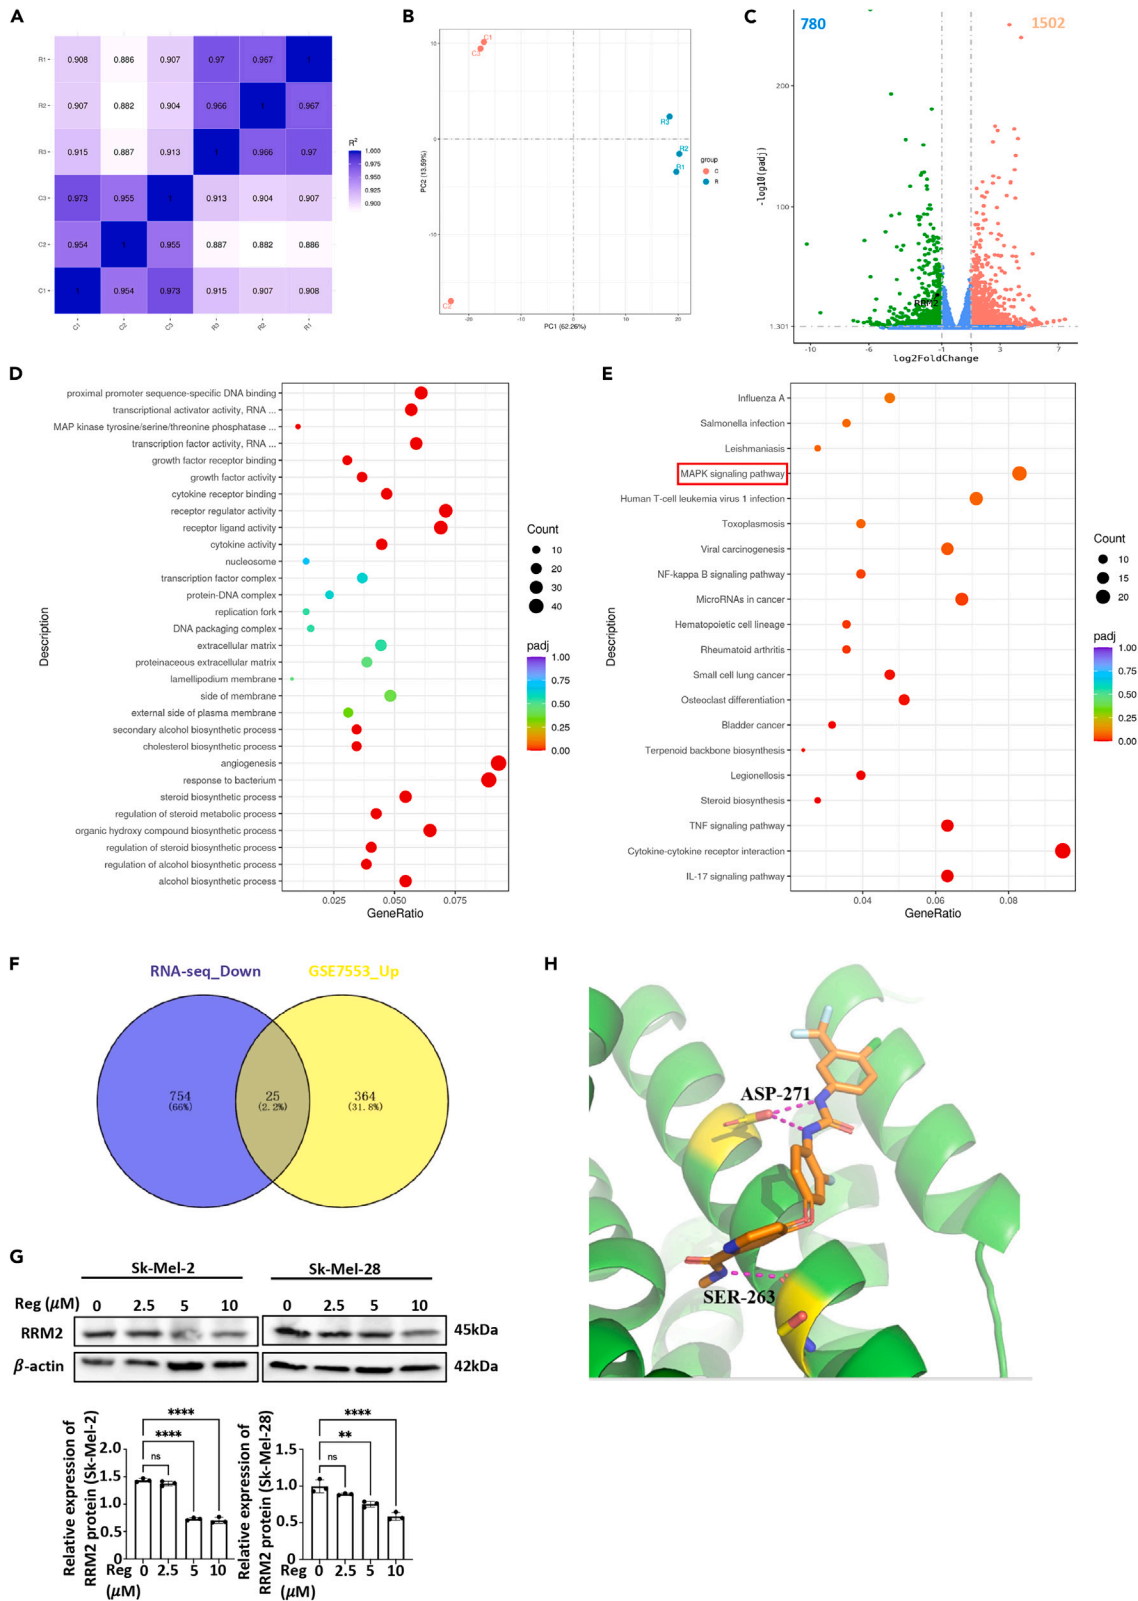 A
R1
0.908
0.886
0.907
0.97
0.967
1
R2
0.907
0.882
0.904
0.966
1
0.967
R3
0.915
0.887
0.913
1
0.966
0.97
C3
0.973
0.955
1
0.913
0.904
0.907
C2
0.954
1
0.955
0.887
0.882
0.886
C1
1
0.954
0.973
0.915
0.907
0.908
C1
C2
C3
R3
R2
R1
R²
1.000
0.975
0.950
0.925
0.900
B
10
0
-10
PC2 (13.59%)
C1
C3
C2
R3
R2
R1
-20
-10
0
10
20
PC1 (62.26%)
group
C
R
C
780
1502
200
100
1.301
-log10(padj)
RRM2
-10
-6
-1
1
3
7
log2FoldChange
D
proximal promoter sequence-specific DNA binding
transcriptional activator activity, RNA ...
MAP kinase tyrosine/serine/threonine phosphatase ...
transcription factor activity, RNA ...
growth factor receptor binding
growth factor activity
cytokine receptor binding
receptor regulator activity
receptor ligand activity
cytokine activity
nucleosome
transcription factor complex
protein-DNA complex
replication fork
DNA packaging complex
extracellular matrix
proteinaceous extracellular matrix
lamellipodium membrane
side of membrane
external side of plasma membrane
secondary alcohol biosynthetic process
cholesterol biosynthetic process
angiogenesis
response to bacterium
steroid biosynthetic process
regulation of steroid metabolic process
organic hydroxy compound biosynthetic process
regulation of steroid biosynthetic process
regulation of alcohol biosynthetic process
alcohol biosynthetic process
Description
0.025
0.050
0.075
GeneRatio
Count
10
20
30
40
padj
1.00
0.75
0.50
0.25
0.00
E
Influenza A
Salmonella infection
Leishmaniasis
MAPK signaling pathway
Human T-cell leukemia virus 1 infection
Toxoplasmosis
Viral carcinogenesis
NF-kappa B signaling pathway
MicroRNAs in cancer
Hematopoietic cell lineage
Rheumatoid arthritis
Small cell lung cancer
Osteoclast differentiation
Bladder cancer
Terpenoid backbone biosynthesis
Legionellosis
Steroid biosynthesis
TNF signaling pathway
Cytokine-cytokine receptor interaction
IL-17 signaling pathway
Description
0.04
0.06
0.08
GeneRatio
Count
10
15
20
padj
1.00
0.75
0.50
0.25
0.00
F
RNA-seq_Down
GSE7553_Up
754
(66%)
25
(2.2%)
364
(31.8%)
H
ASP-271
SER-263
G
Sk-Mel-2
Sk-Mel-28
Reg (μM) 0 2.5 5 10 0 2.5 5 10
RRM2
45kDa
β-actin
42kDa
Relative expression of
RRM2 protein (Sk-Mel-2)
2.0
1.5
1.0
0.5
0
****
****
ns
Reg 0 2.5 5 10
(μM)
Relative expression of
RRM2 protein (Sk-Mel-28)
1.5
1.0
0.5
0
****
**
ns
Reg 0 2.5 5 10
(μM)